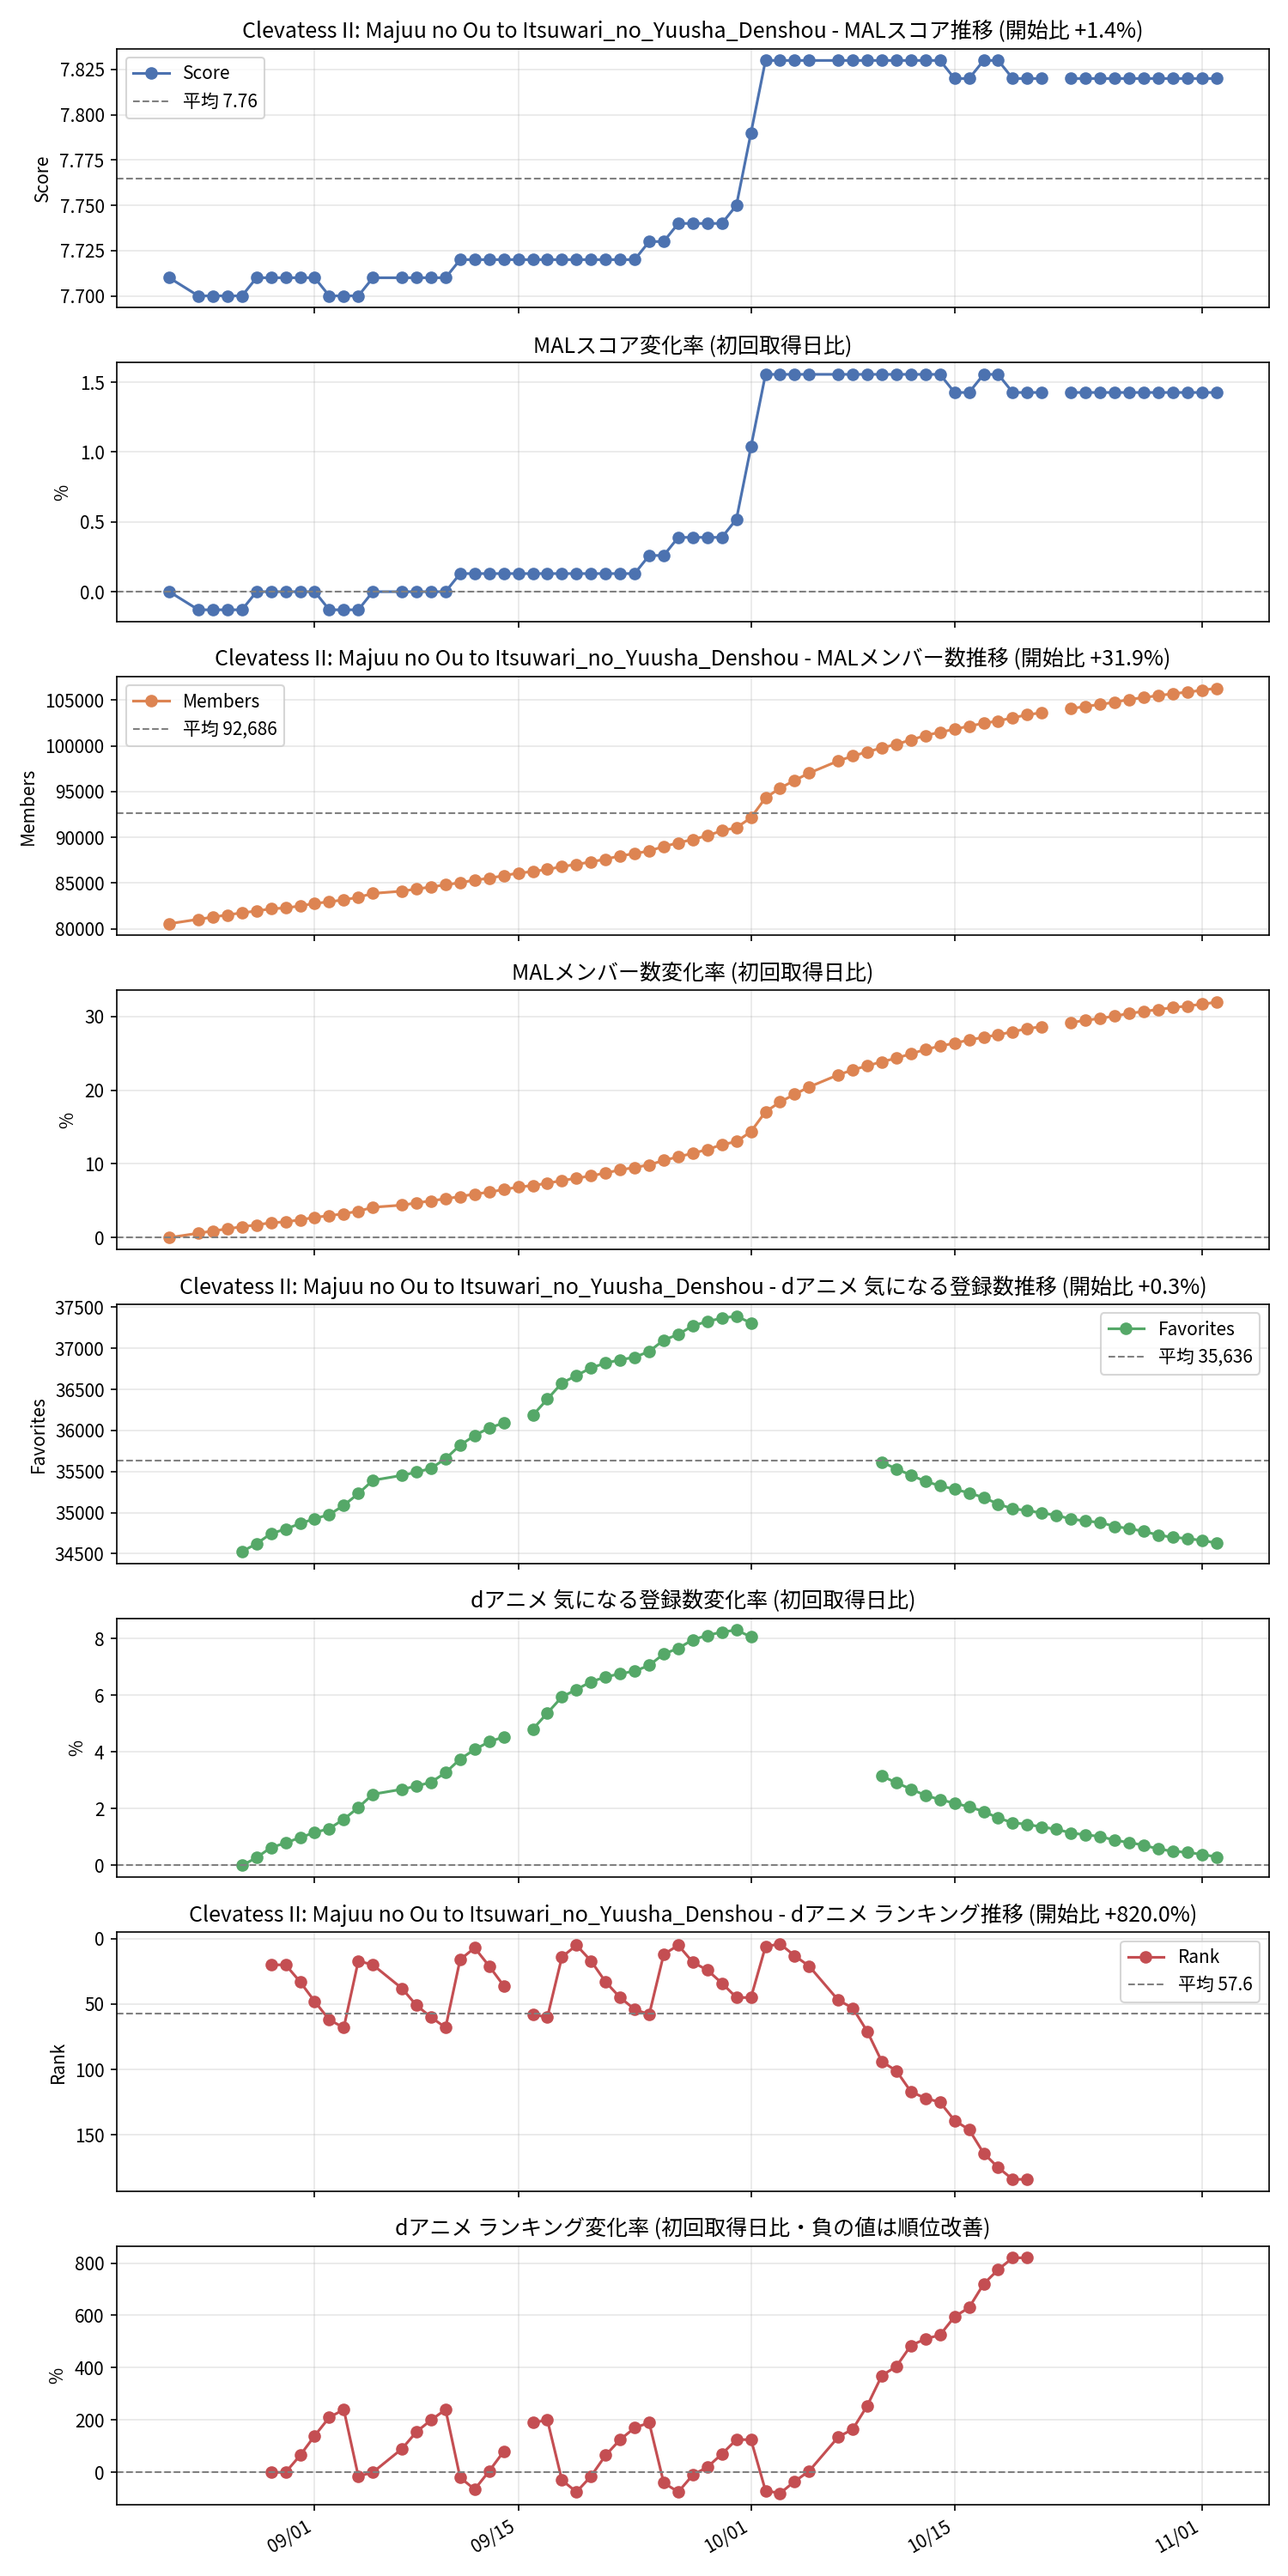 Clevatess II: Majuu no Ou to Itsuwari_no_Yuusha_Denshou - MALスコア推移 (開始比 +1.4%)
Score
平均 7.76
7.825
7.800
7.775
7.750
7.725
7.700
Score
MALスコア変化率 (初回取得日比)
1.5
1.0
0.5
0.0
%
Clevatess II: Majuu no Ou to Itsuwari_no_Yuusha_Denshou - MALメンバー数推移 (開始比 +31.9%)
Members
平均 92,686
105000
100000
95000
90000
85000
80000
Members
MALメンバー数変化率 (初回取得日比)
30
20
10
0
%
Clevatess II: Majuu no Ou to Itsuwari_no_Yuusha_Denshou - dアニメ 気になる登録数推移 (開始比 +0.3%)
Favorites
平均 35,636
37500
37000
36500
36000
35500
35000
34500
Favorites
dアニメ 気になる登録数変化率 (初回取得日比)
8
6
4
2
0
%
Clevatess II: Majuu no Ou to Itsuwari_no_Yuusha_Denshou - dアニメ ランキング推移 (開始比 +820.0%)
Rank
平均 57.6
0
50
100
150
Rank
dアニメ ランキング変化率 (初回取得日比・負の値は順位改善)
800
600
400
200
0
%
09/01
09/15
10/01
10/15
11/01